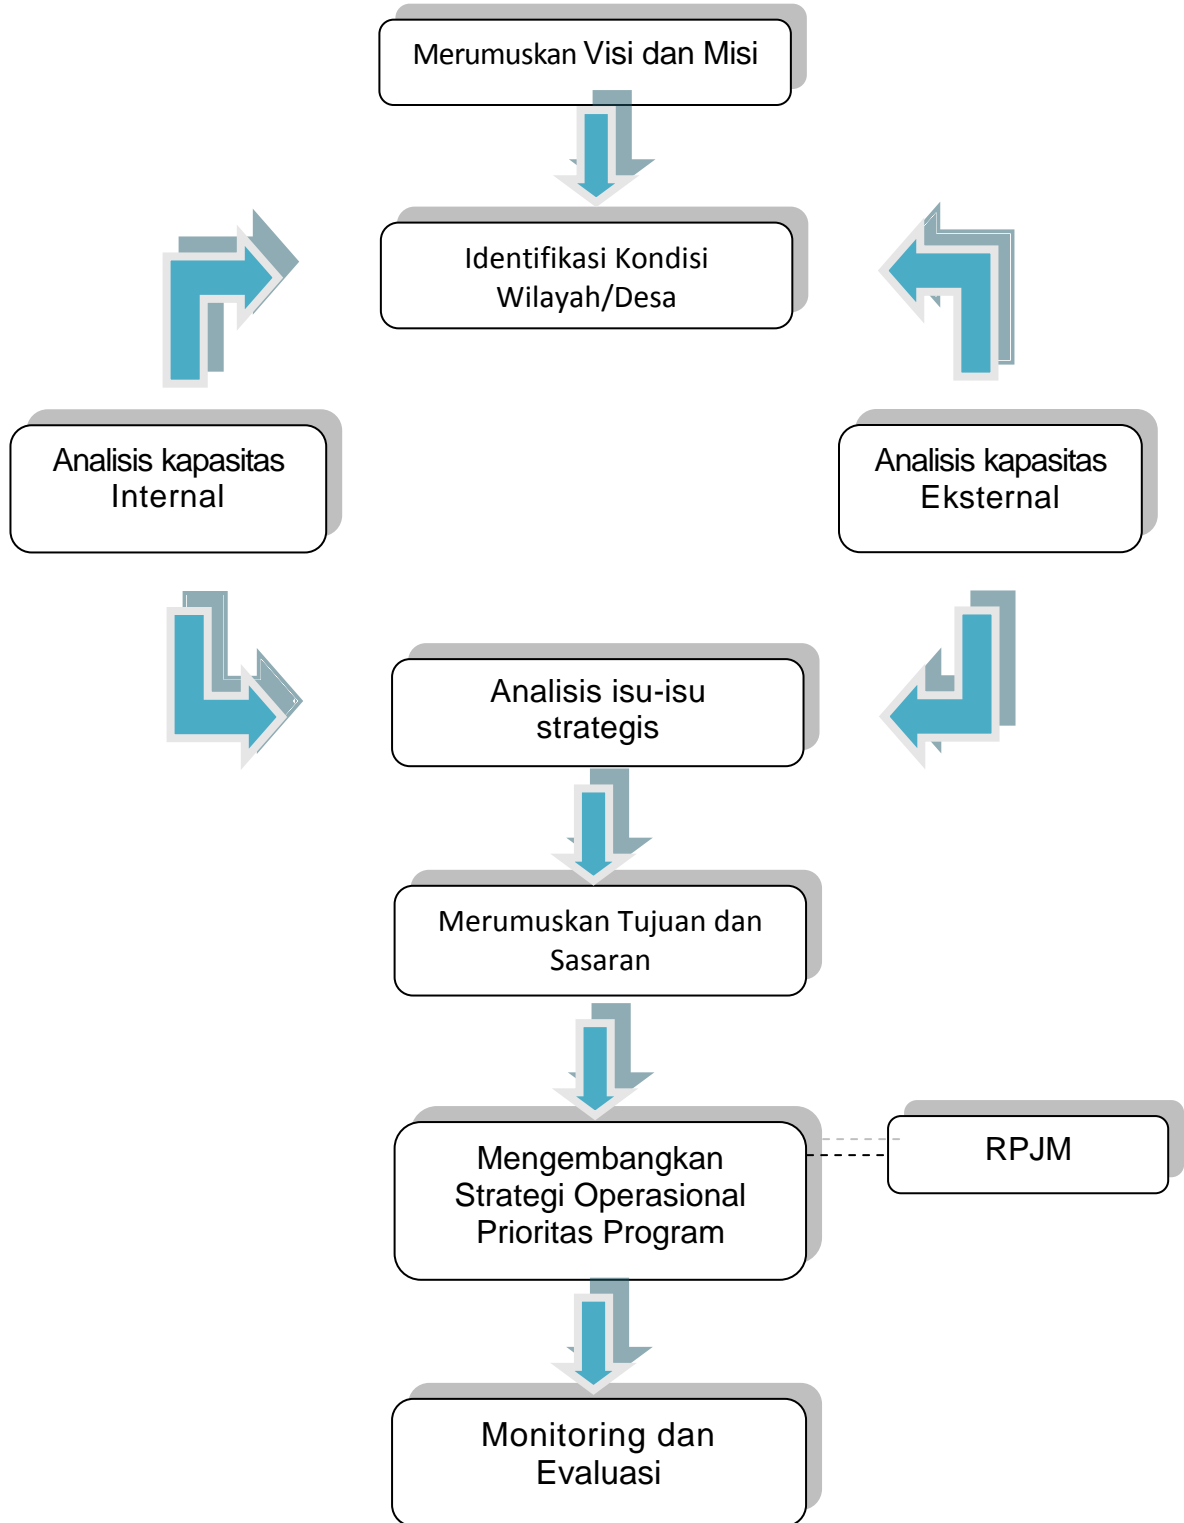 Merumuskan Visi dan Misi
Identifikasi Kondisi
Wilayah/Desa
Analisis kapasitas
Internal
Analisis kapasitas
Eksternal
Analisis isu-isu
strategis
Merumuskan Tujuan dan
Sasaran
Mengembangkan
Strategi Operasional
Prioritas Program
RPJM
Monitoring dan
Evaluasi